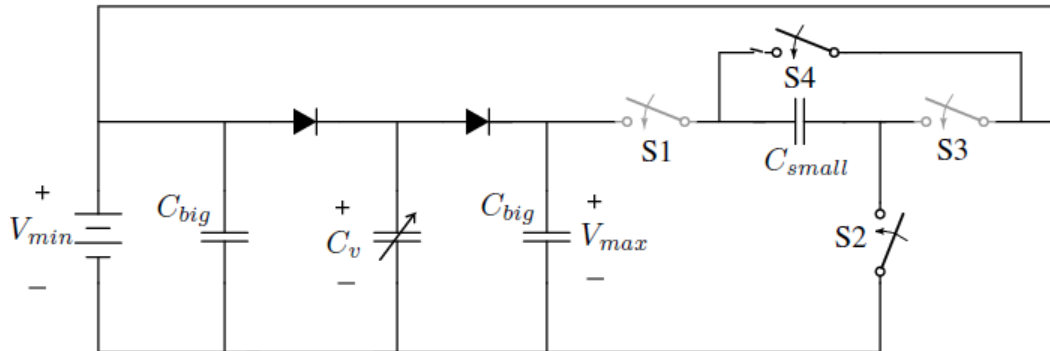 S4
S1
S3
C_small
+
V_min
−
C_big
+
C_v
−
C_big
+
V_max
−
S2